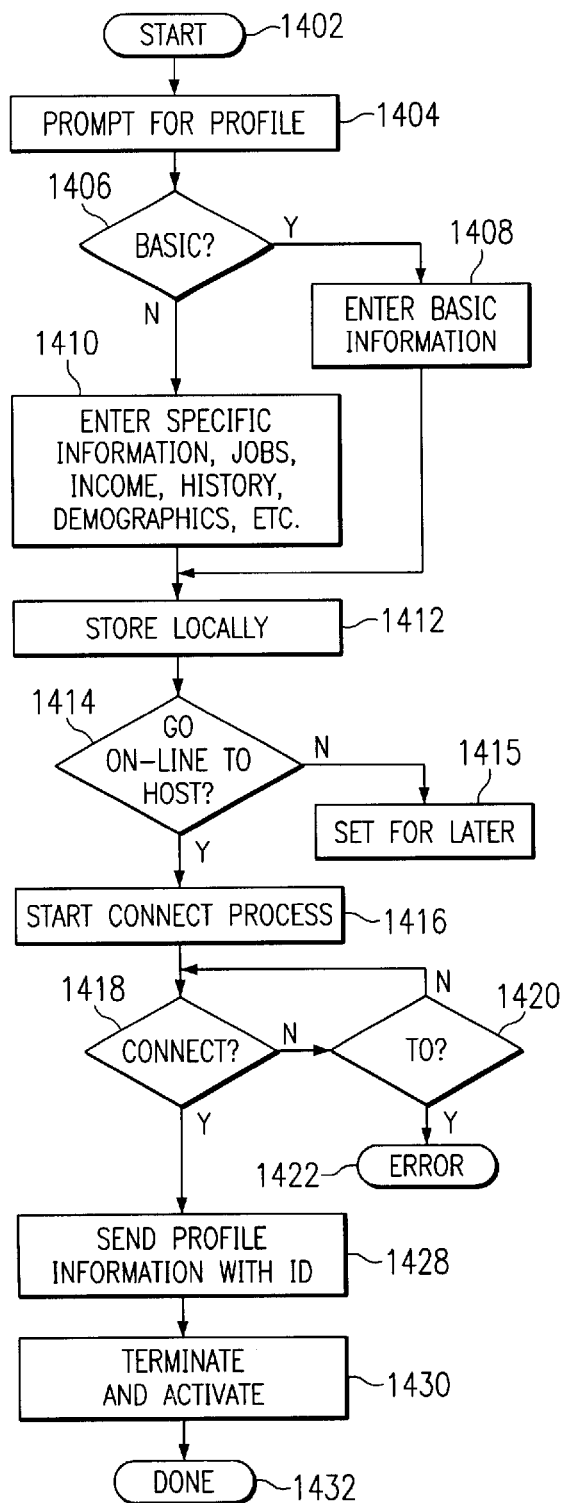 START
1402
PROMPT FOR PROFILE
1404
1406
BASIC?
Y
1408
N
ENTER BASIC
INFORMATION
1410
ENTER SPECIFIC
INFORMATION, JOBS,
INCOME, HISTORY,
DEMOGRAPHICS, ETC.
STORE LOCALLY
1412
1414
GO
ON-LINE TO
HOST?
N
1415
SET FOR LATER
Y
START CONNECT PROCESS
1416
1418
CONNECT?
N
N
1420
TO?
Y
Y
1422
ERROR
SEND PROFILE
INFORMATION WITH ID
1428
TERMINATE
AND ACTIVATE
1430
DONE
1432